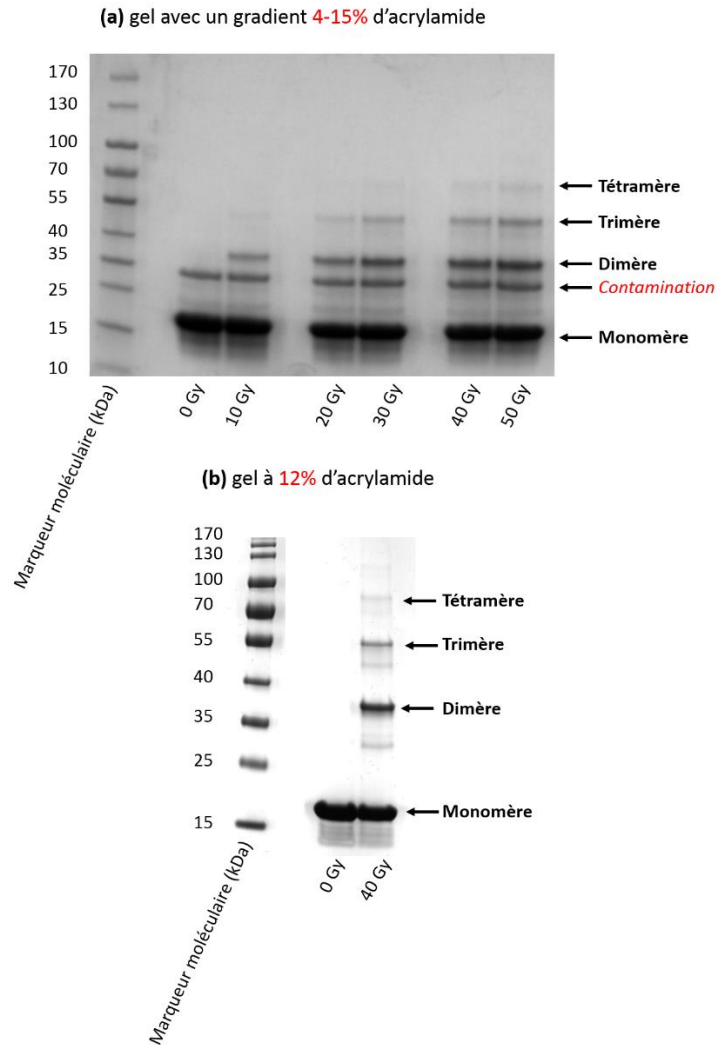 (a) gel avec un gradient 4-15% d’acrylamide
170
130
100
70
55
40
35
25
15
10
Tétramère
Trimère
Dimère
Contamination
Monomère
Marqueur moléculaire (kDa)
0 Gy
10 Gy
20 Gy
30 Gy
40 Gy
50 Gy
(b) gel à 12% d’acrylamide
170
130
100
70
55
40
35
25
15
Tétramère
Trimère
Dimère
Monomère
Marqueur moléculaire (kDa)
0 Gy
40 Gy